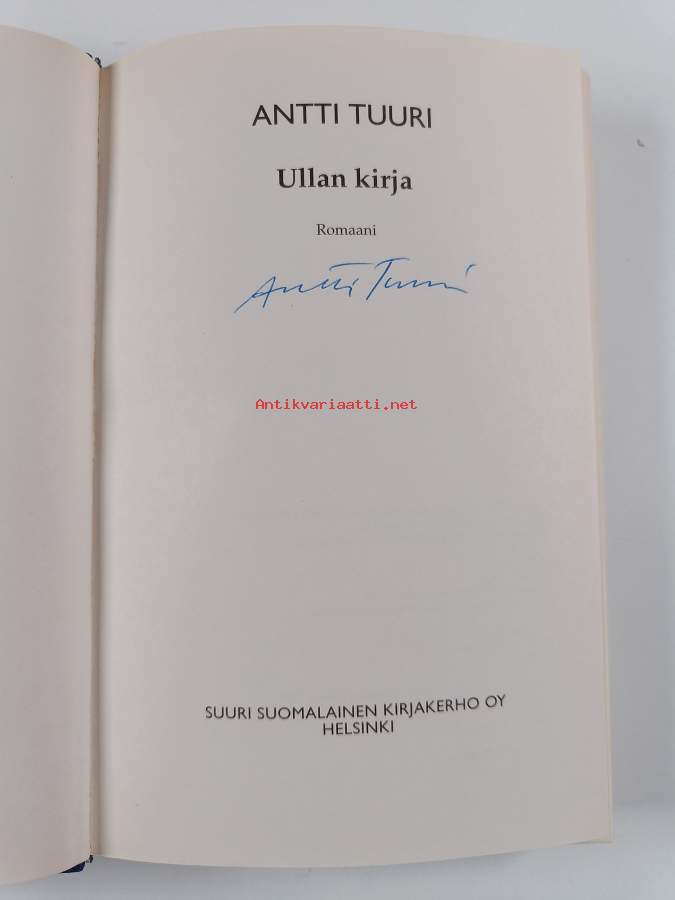 ANTTI TUURI
Ullan kirja
Romaani
Antti Tuuri
Antikvariaatti.net
SUURI SUOMALAINEN KIRJAKERHO OY
HELSINKI